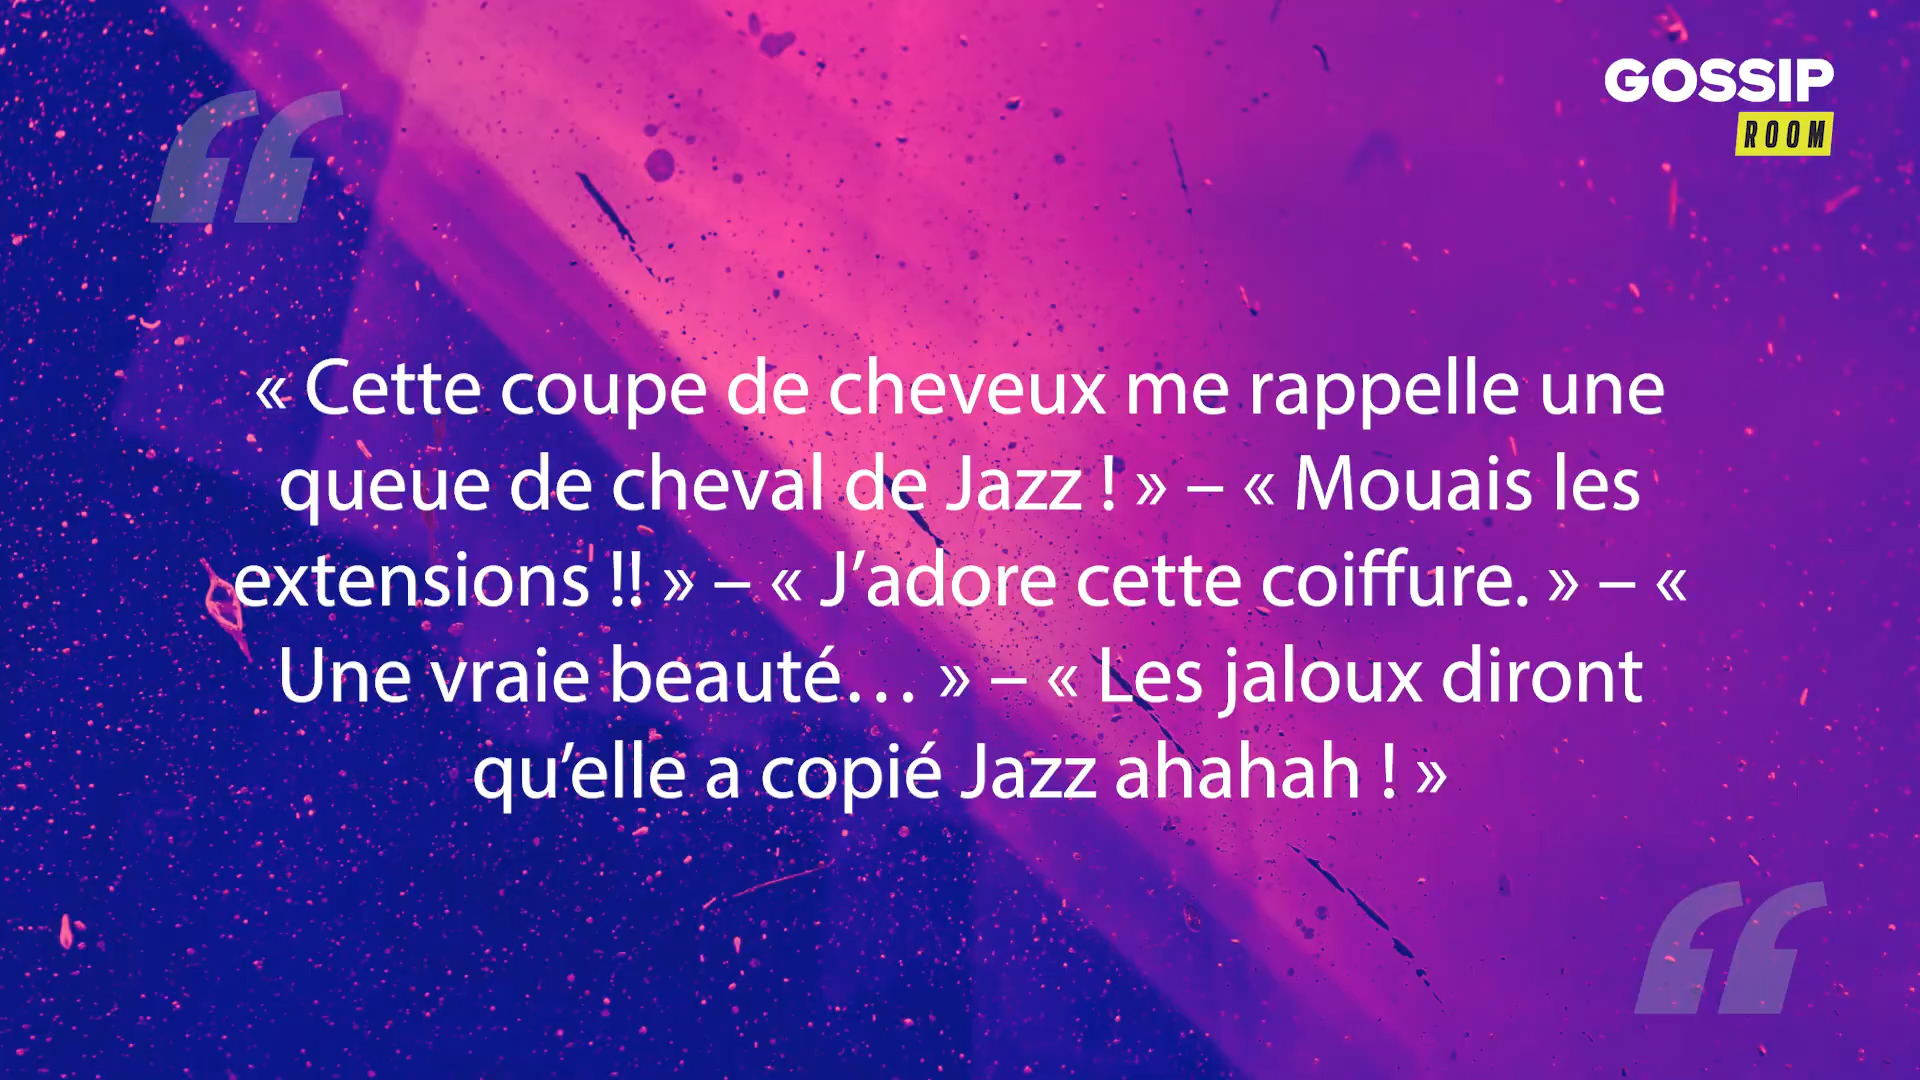 GOSSIP
ROOM
« Cette coupe de cheveux me rappelle une
queue de cheval de Jazz ! » – « Mouais les
extensions !! » – « J’adore cette coiffure. » – «
Une vraie beauté… » – « Les jaloux diront
qu’elle a copié Jazz ahahah ! »